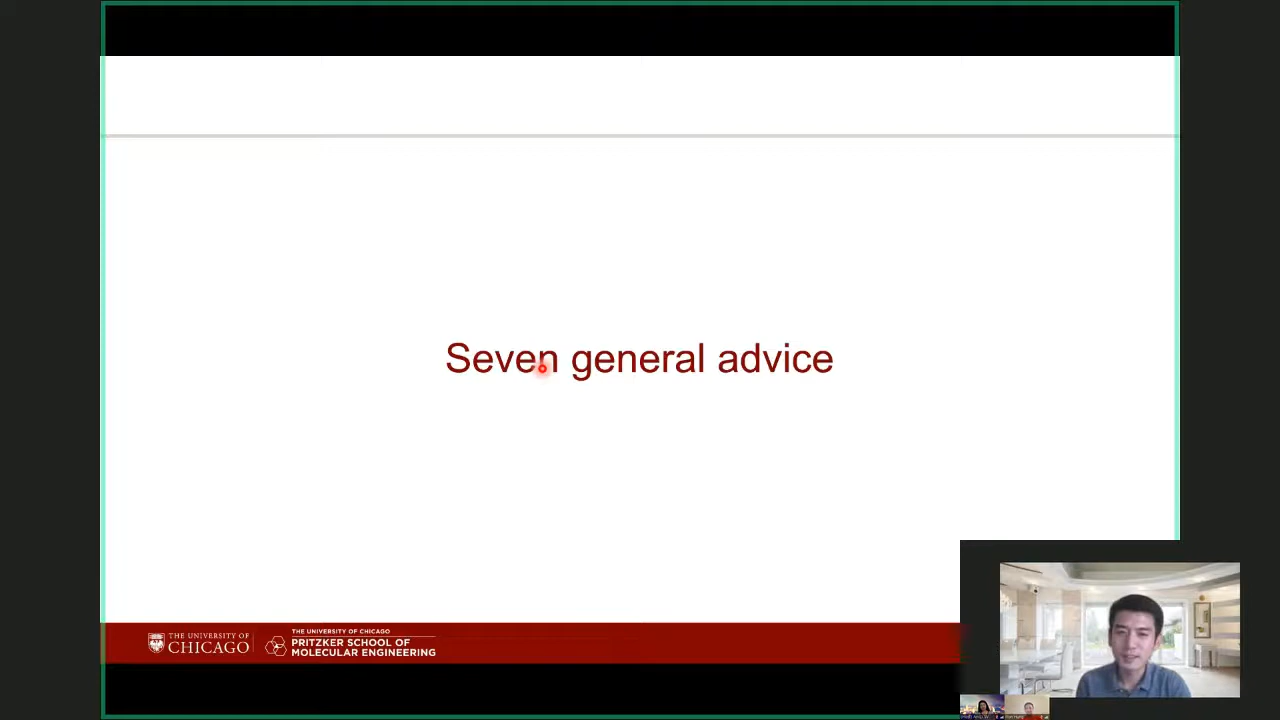 Seven general advice
THE UNIVERSITY OF
CHICAGO
THE UNIVERSITY OF CHICAGO
PRITZKER SCHOOL OF
MOLECULAR ENGINEERING